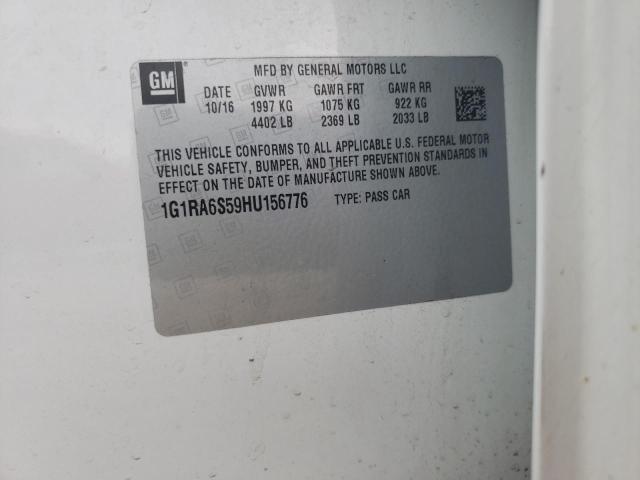 GM
MFD BY GENERAL MOTORS LLC
DATE GVWR GAWR FRT GAWR RR
10/16 1997 KG 1075 KG 922 KG
4402 LB 2369 LB 2033 LB
THIS VEHICLE CONFORMS TO ALL APPLICABLE U.S. FEDERAL MOTOR
VEHICLE SAFETY, BUMPER, AND THEFT PREVENTION STANDARDS IN
EFFECT ON THE DATE OF MANUFACTURE SHOWN ABOVE.
1G1RA6S59HU156776 TYPE: PASS CAR